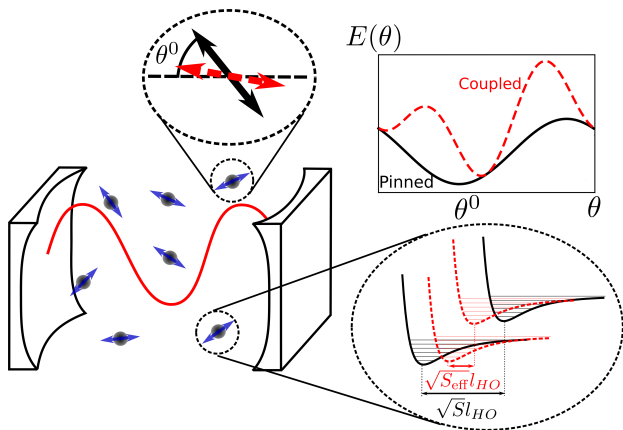 θ⁰
E(θ)
Coupled
Pinned
θ⁰
θ
√S_eff l_HO
√S l_HO